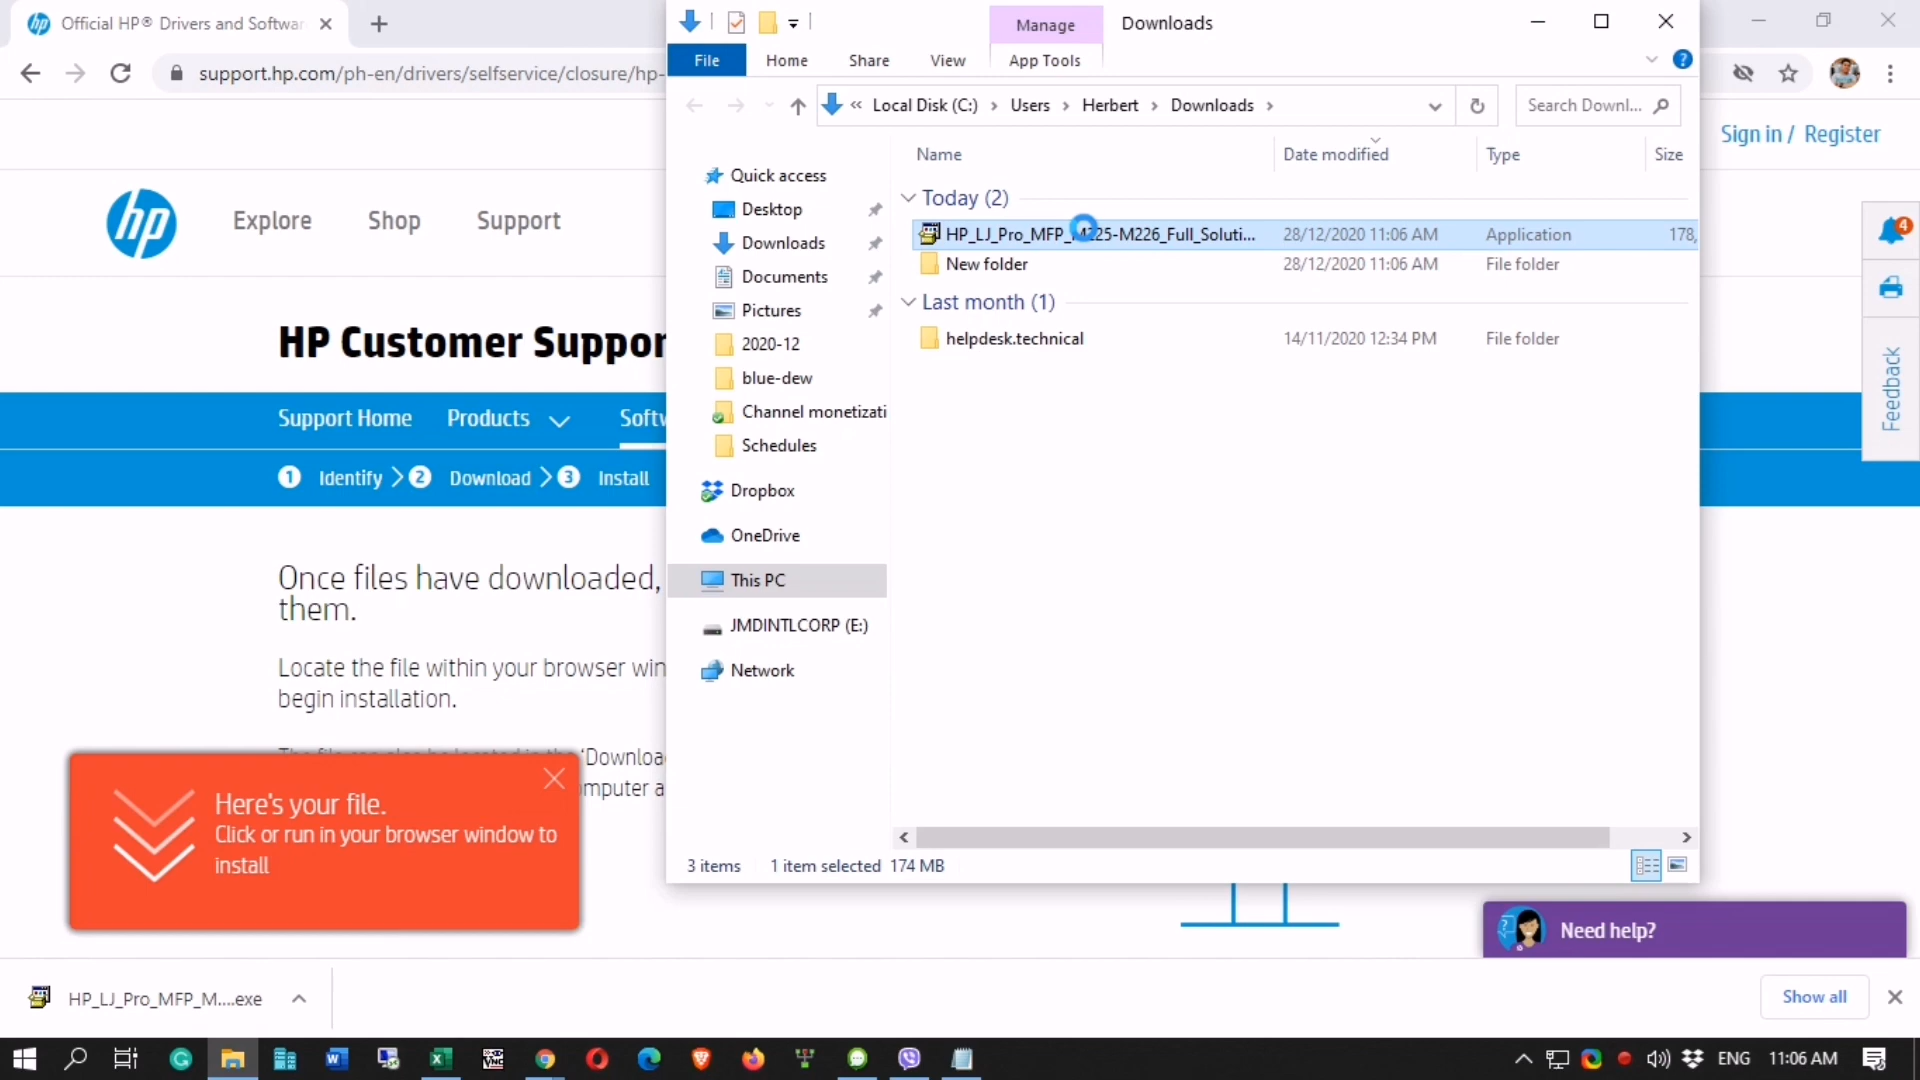 Official HP® Drivers and Softwar
Manage
Downloads
File
Home
Share
View
App Tools
support.hp.com/ph-en/drivers/selfservice/closure/hp-
Local Disk (C:) › Users › Herbert › Downloads ›
Search Downl...
Sign in / Register
Name
Date modified
Type
Size
Quick access
Desktop
Downloads
Documents
Pictures
2020-12
blue-dew
Channel monetizati
Schedules
Dropbox
OneDrive
This PC
JMDINTLCORP (E:)
Network
Today (2)
HP_LJ_Pro_MFP_M225-M226_Full_Soluti... 28/12/2020 11:06 AM Application 178,
New folder 28/12/2020 11:06 AM File folder
Last month (1)
helpdesk.technical 14/11/2020 12:34 PM File folder
3 items 1 item selected 174 MB
hp
Explore Shop Support
4
Feedback
HP Customer Suppor
Support Home Products Softw
1 Identify 2 Download 3 Install
Once files have downloaded,
them.
Locate the file within your browser win
begin installation.
'Downloa
mputer a
Here's your file.
Click or run in your browser window to
install
Need help?
HP_LJ_Pro_MFP_M....exe
Show all
ENG 11:06 AM